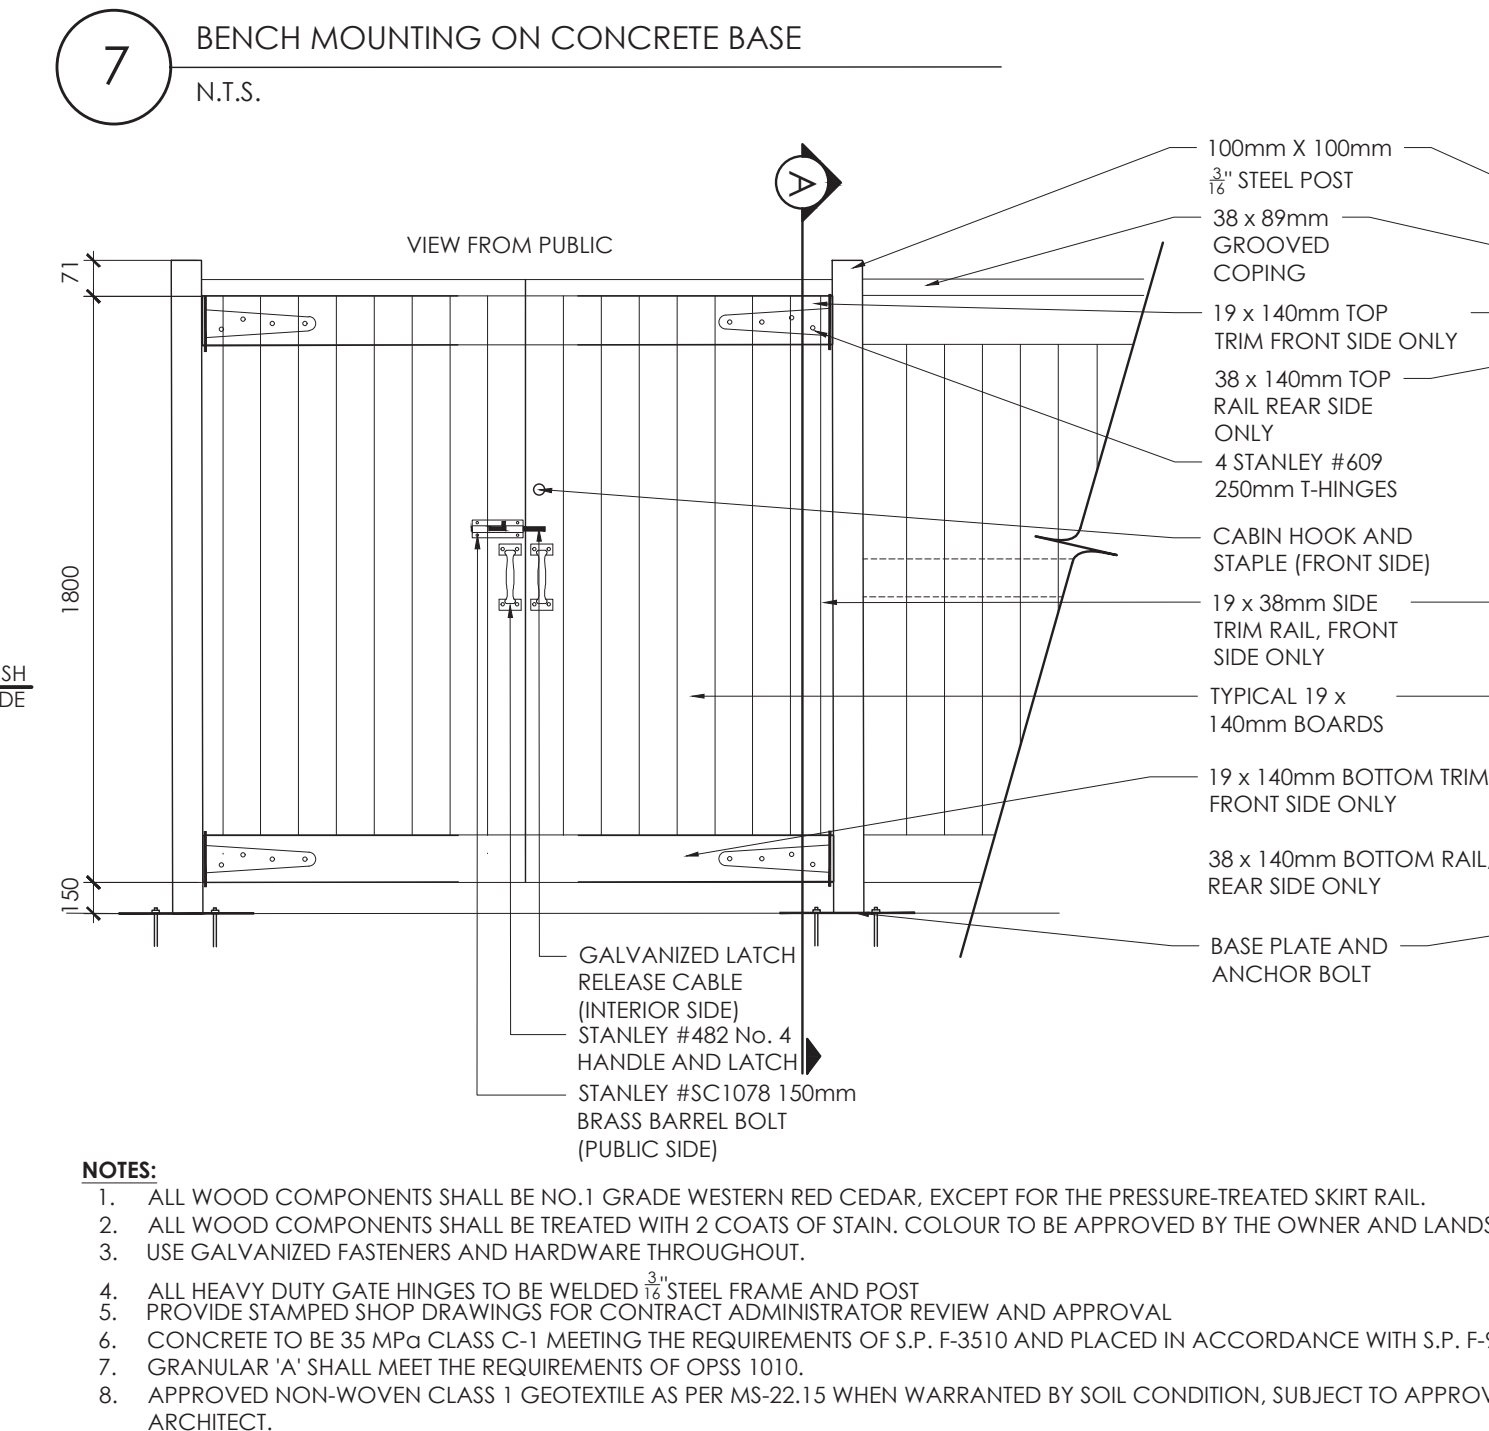 7
BENCH MOUNTING ON CONCRETE BASE
N.T.S.
A
VIEW FROM PUBLIC
71
1800
150
SH
DE
100mm X 100mm
3/16" STEEL POST
38 x 89mm
GROOVED
COPING
19 x 140mm TOP
TRIM FRONT SIDE ONLY
38 x 140mm TOP
RAIL REAR SIDE
ONLY
4 STANLEY #609
250mm T-HINGES
CABIN HOOK AND
STAPLE (FRONT SIDE)
19 x 38mm SIDE
TRIM RAIL, FRONT
SIDE ONLY
TYPICAL 19 x
140mm BOARDS
19 x 140mm BOTTOM TRIM
FRONT SIDE ONLY
38 x 140mm BOTTOM RAIL,
REAR SIDE ONLY
BASE PLATE AND
ANCHOR BOLT
GALVANIZED LATCH
RELEASE CABLE
(INTERIOR SIDE)
STANLEY #482 No. 4
HANDLE AND LATCH
STANLEY #SC1078 150mm
BRASS BARREL BOLT
(PUBLIC SIDE)
NOTES:
1. ALL WOOD COMPONENTS SHALL BE NO.1 GRADE WESTERN RED CEDAR, EXCEPT FOR THE PRESSURE-TREATED SKIRT RAIL.
2. ALL WOOD COMPONENTS SHALL BE TREATED WITH 2 COATS OF STAIN. COLOUR TO BE APPROVED BY THE OWNER AND LANDS
3. USE GALVANIZED FASTENERS AND HARDWARE THROUGHOUT.
4. ALL HEAVY DUTY GATE HINGES TO BE WELDED 3/16" STEEL FRAME AND POST
5. PROVIDE STAMPED SHOP DRAWINGS FOR CONTRACT ADMINISTRATOR REVIEW AND APPROVAL
6. CONCRETE TO BE 35 MPa CLASS C-1 MEETING THE REQUIREMENTS OF S.P. F-3510 AND PLACED IN ACCORDANCE WITH S.P. F-
7. GRANULAR 'A' SHALL MEET THE REQUIREMENTS OF OPSS 1010.
8. APPROVED NON-WOVEN CLASS 1 GEOTEXTILE AS PER MS-22.15 WHEN WARRANTED BY SOIL CONDITION, SUBJECT TO APPROV
ARCHITECT.